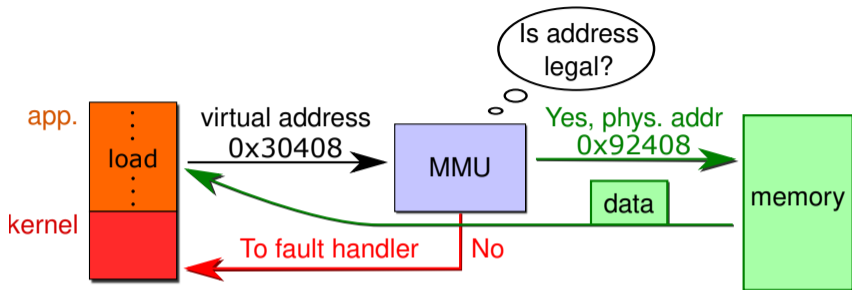 Is address
legal?
app.
virtual address
0x30408
Yes, phys. addr
0x92408
load
MMU
data
memory
kernel
To fault handler
No